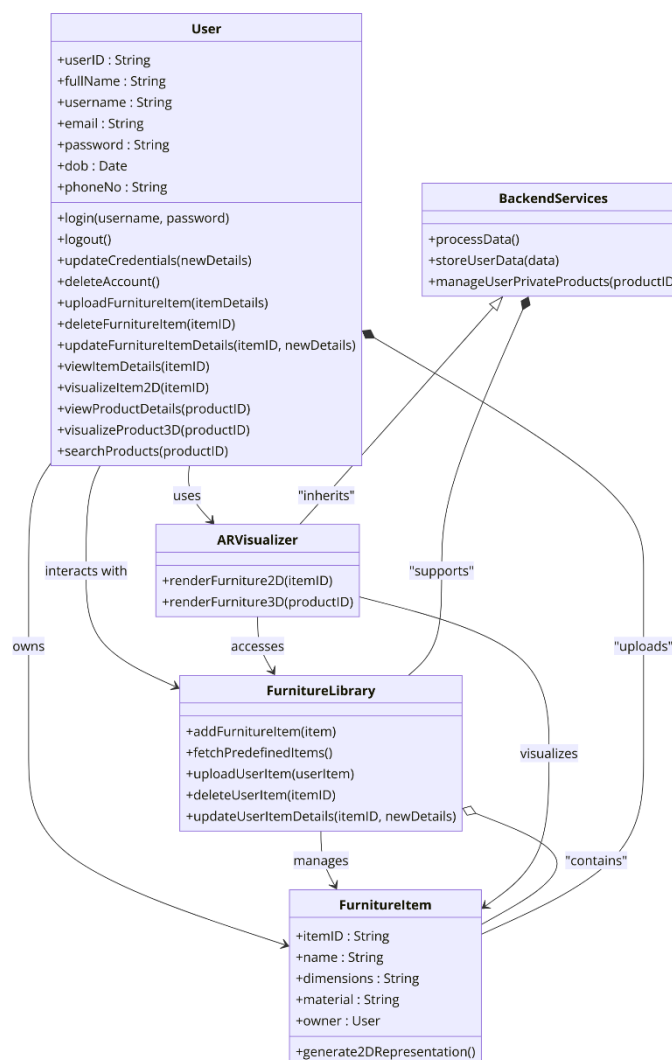 User
+userID : String
+fullName : String
+username : String
+email : String
+password : String
+dob : Date
+phoneNo : String
+login(username, password)
+logout()
+updateCredentials(newDetails)
+deleteAccount()
+uploadFurnitureItem(itemDetails)
+deleteFurnitureItem(itemID)
+updateFurnitureItemDetails(itemID, newDetails)
+viewItemDetails(itemID)
+visualizeItem2D(itemID)
+viewProductDetails(productID)
+visualizeProduct3D(productID)
+searchProducts(productID)
BackendServices
+processData()
+storeUserData(data)
+manageUserPrivateProducts(productID
uses
"inherits"
ARVisualizer
+renderFurniture2D(itemID)
+renderFurniture3D(productID)
interacts with
"supports"
owns
accesses
"uploads"
FurnitureLibrary
+addFurnitureItem(item)
+fetchPredefinedItems()
+uploadUserItem(userItem)
+deleteUserItem(itemID)
+updateUserItemDetails(itemID, newDetails)
visualizes
manages
"contains"
FurnitureItem
+itemID : String
+name : String
+dimensions : String
+material : String
+owner : User
+generate2DRepresentation()